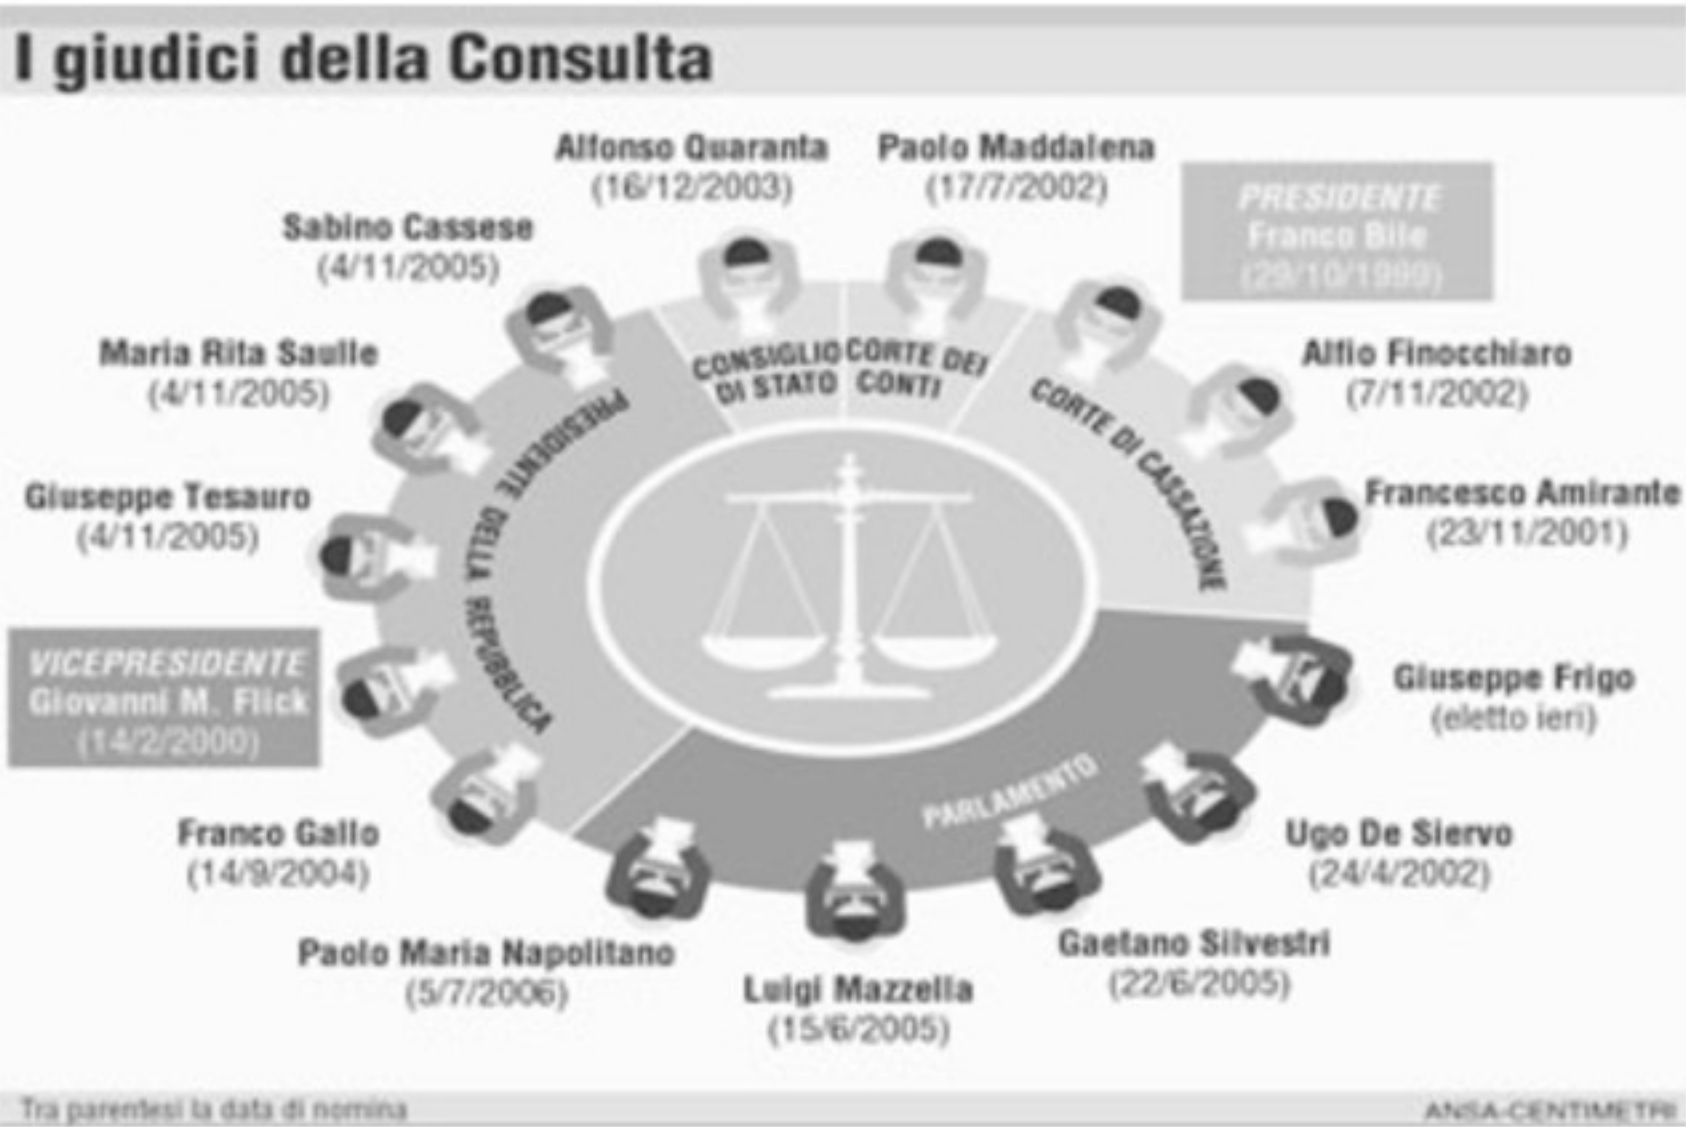 I giudici della Consulta
Alfonso Quaranta
(16/12/2003)
Paolo Maddalena
(17/7/2002)
PRESIDENTE
Franco Bile
(29/10/1999)
Sabino Cassese
(4/11/2005)
Maria Rita Saulle
(4/11/2005)
Alfio Finocchiaro
(7/11/2002)
Giuseppe Tesauro
(4/11/2005)
Francesco Amirante
(23/11/2001)
CONSIGLIO
DI STATO
CORTE DEI
CONTI
CORTE DI CASSAZIONE
PRESIDENTE DELLA REPUBBLICA
PARLAMENTO
VICEPRESIDENTE
Giovanni M. Flick
(14/2/2000)
Giuseppe Frigo
(eletto ieri)
Franco Gallo
(14/9/2004)
Ugo De Siervo
(24/4/2002)
Paolo Maria Napolitano
(5/7/2006)
Luigi Mazzella
(15/6/2005)
Gaetano Silvestri
(22/6/2005)
Tra parentesi la data di nomina
ANSA-CENTIMETRI